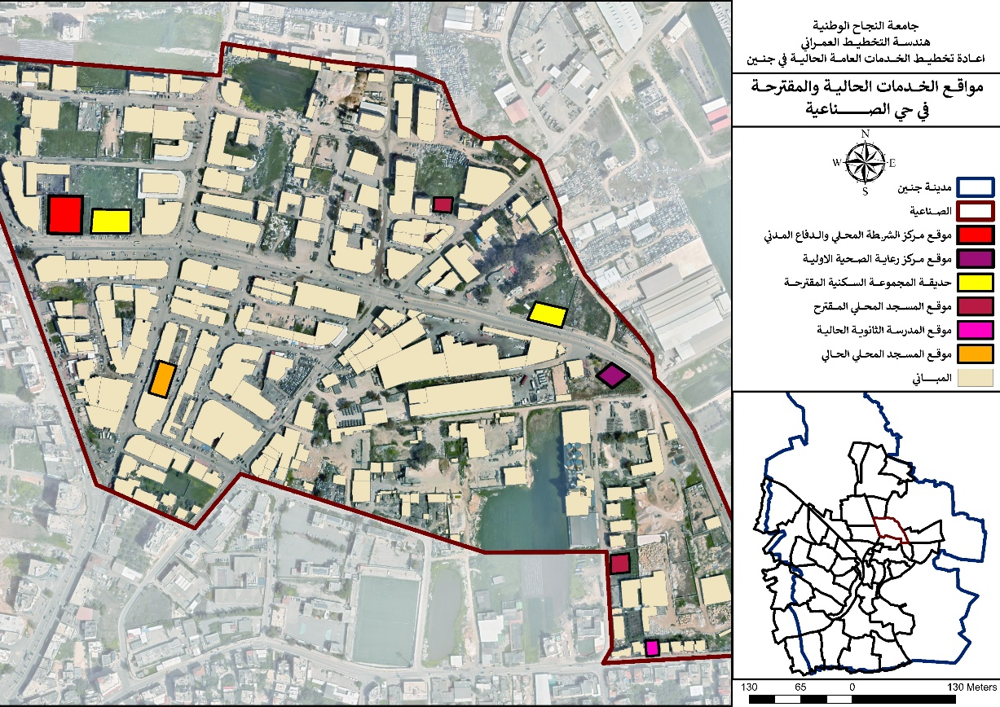 جامعة النجاح الوطنية
هندسة التخطيط العمراني
اعادة تخطيط الخدمات العامة الحالية في جنين
مواقع الخدمات الحالية والمقترحة
في حي الصناعية
N
E
S
مدينة جنين
الصناعية
موقع مركز الشرطة المحلي والدفاع المدني
موقع مركز رعاية الصحية الاولية
حديقة المجموعة السكنية المقترحة
موقع المسجد المحلي المقترح
موقع المدرسة الثانوية الحالية
موقع المسجد المحلي الحالي
المباني
130 65 0 130 Meters